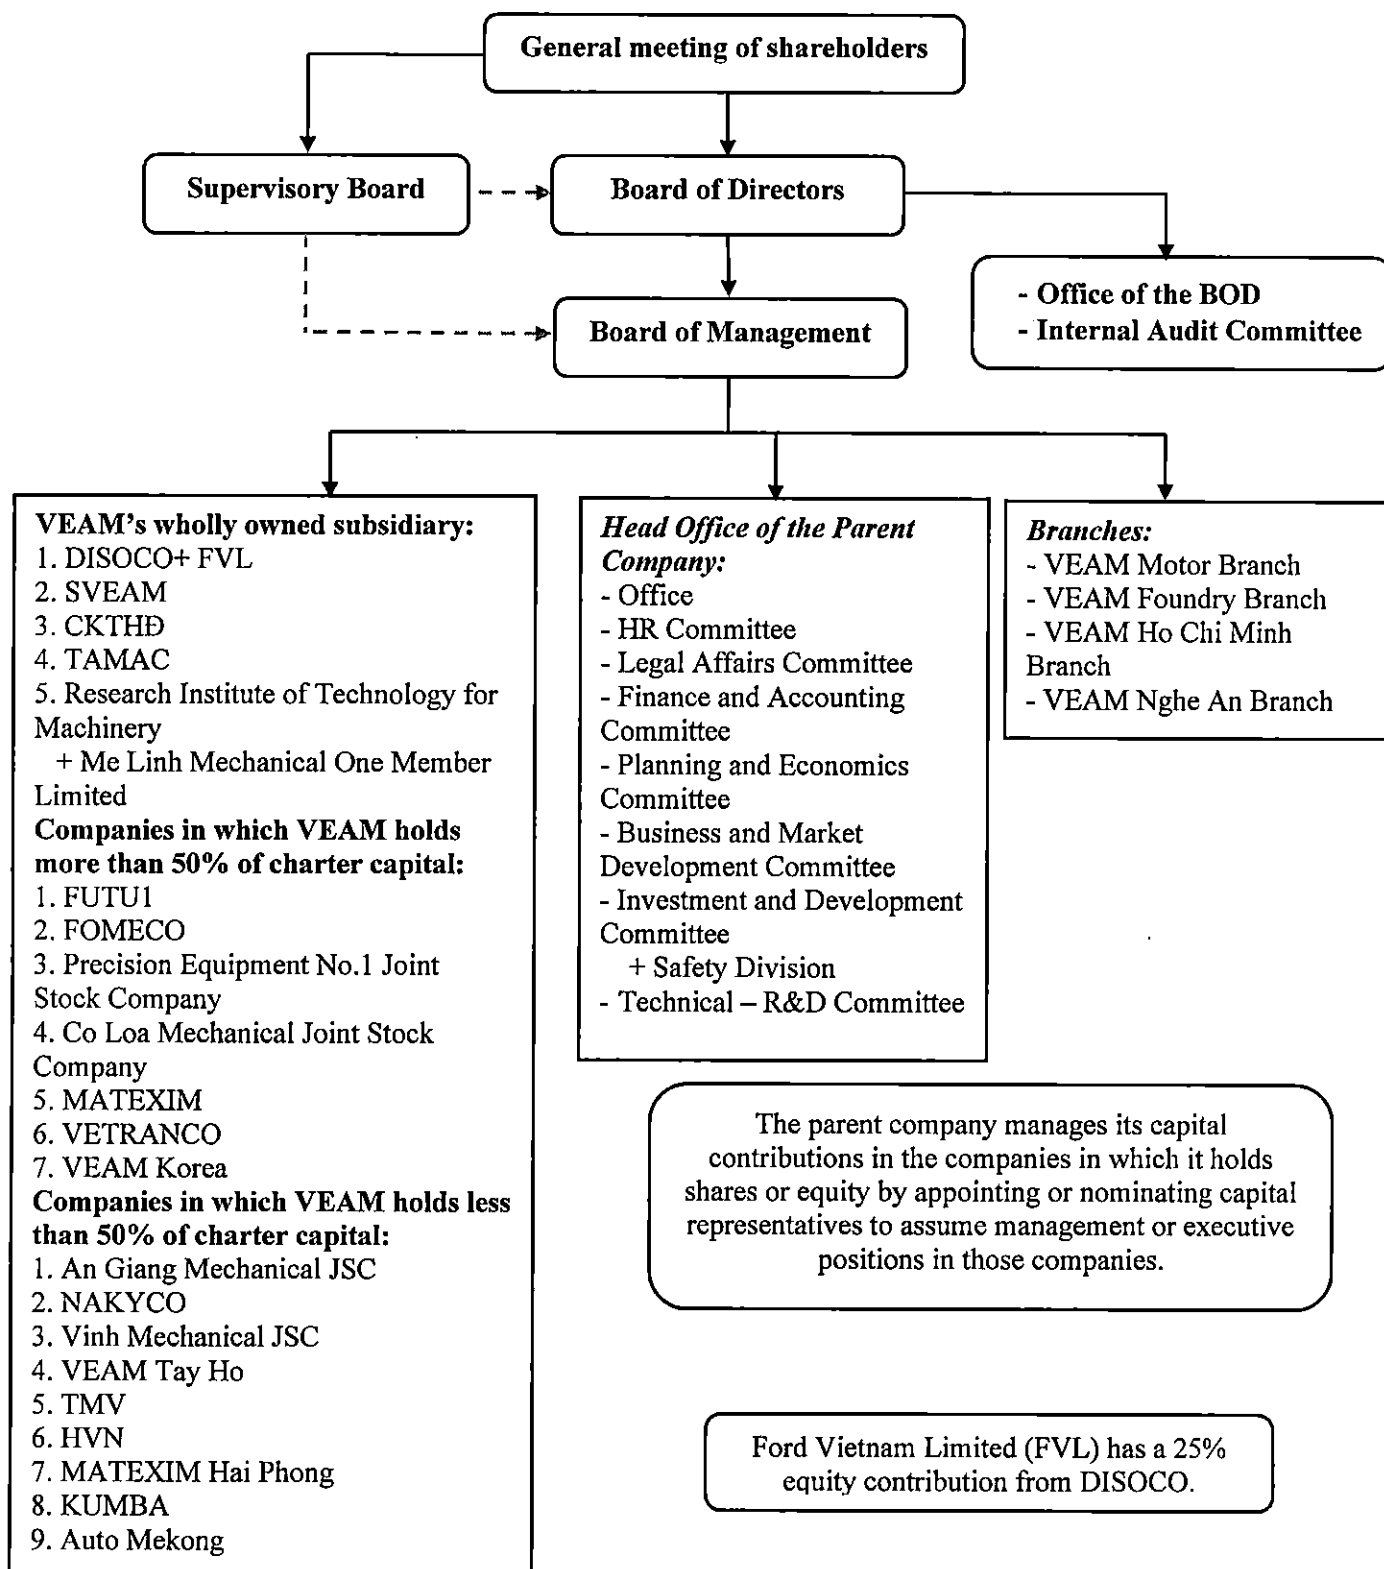 General meeting of shareholders
Supervisory Board
Board of Directors
- Office of the BOD
- Internal Audit Committee
Board of Management
VEAM's wholly owned subsidiary:
1. DISOCO+ FVL
2. SVEAM
3. CKTHĐ
4. TAMAC
5. Research Institute of Technology for
Machinery
+ Me Linh Mechanical One Member
Limited
Companies in which VEAM holds
more than 50% of charter capital:
1. FUTU1
2. FOMECO
3. Precision Equipment No.1 Joint
Stock Company
4. Co Loa Mechanical Joint Stock
Company
5. MATEXIM
6. VETRANCO
7. VEAM Korea
Companies in which VEAM holds less
than 50% of charter capital:
1. An Giang Mechanical JSC
2. NAKYCO
3. Vinh Mechanical JSC
4. VEAM Tay Ho
5. TMV
6. HVN
7. MATEXIM Hai Phong
8. KUMBA
9. Auto Mekong
Head Office of the Parent
Company:
- Office
- HR Committee
- Legal Affairs Committee
- Finance and Accounting
Committee
- Planning and Economics
Committee
- Business and Market
Development Committee
- Investment and Development
Committee
+ Safety Division
- Technical – R&D Committee
Branches:
- VEAM Motor Branch
- VEAM Foundry Branch
- VEAM Ho Chi Minh
Branch
- VEAM Nghe An Branch
The parent company manages its capital
contributions in the companies in which it holds
shares or equity by appointing or nominating capital
representatives to assume management or executive
positions in those companies.
Ford Vietnam Limited (FVL) has a 25%
equity contribution from DISOCO.